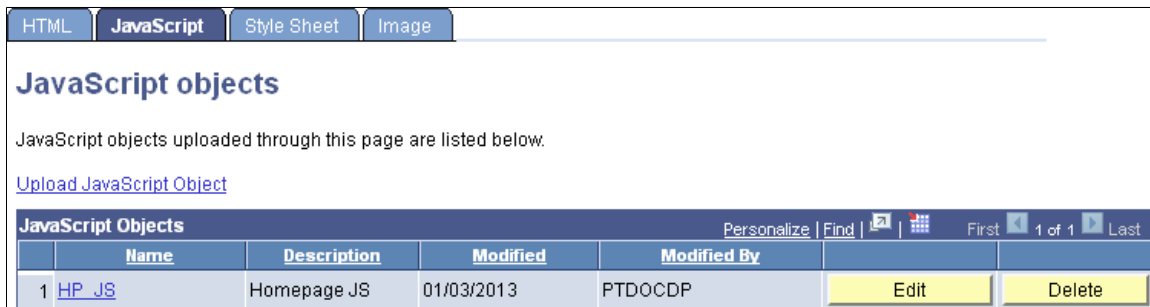 HTML JavaScript Style Sheet Image
JavaScript objects
JavaScript objects uploaded through this page are listed below.
Upload JavaScript Object
JavaScript Objects Personalize | Find | | First 1 of 1 Last
Name Description Modified Modified By
1 HP_JS Homepage JS 01/03/2013 PTDOCDP Edit Delete